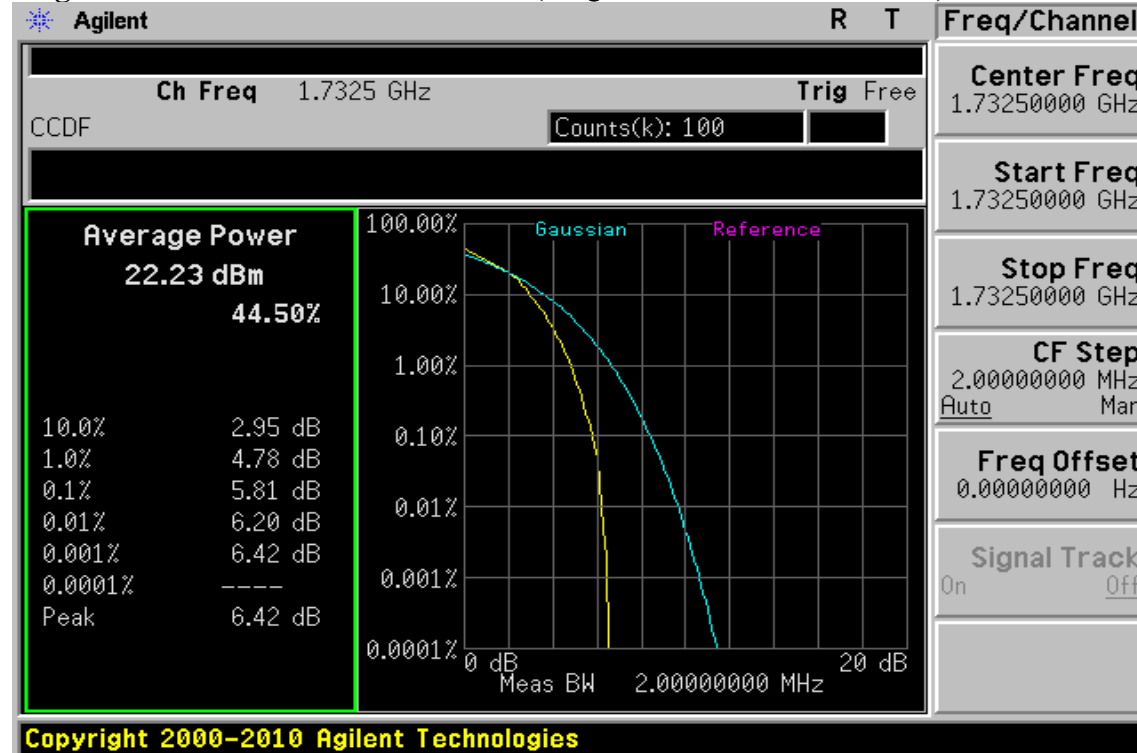 Agilent R T Freq/Channel
Ch Freq 1.7325 GHz Trig Free
CCDF Counts(k): 100
Average Power
22.23 dBm
44.50%
10.0% 2.95 dB
1.0% 4.78 dB
0.1% 5.81 dB
0.01% 6.20 dB
0.001% 6.42 dB
0.0001% ----
Peak 6.42 dB
Gaussian Reference
100.00%
10.00%
1.00%
0.10%
0.01%
0.001%
0.0001%
0 dB 20 dB
Meas BW 2.00000000 MHz
Center Freq
1.73250000 GHz
Start Freq
1.73250000 GHz
Stop Freq
1.73250000 GHz
CF Step
2.00000000 MHz
Auto Man
Freq Offset
0.00000000 Hz
Signal Track
On Off
Copyright 2000-2010 Agilent Technologies